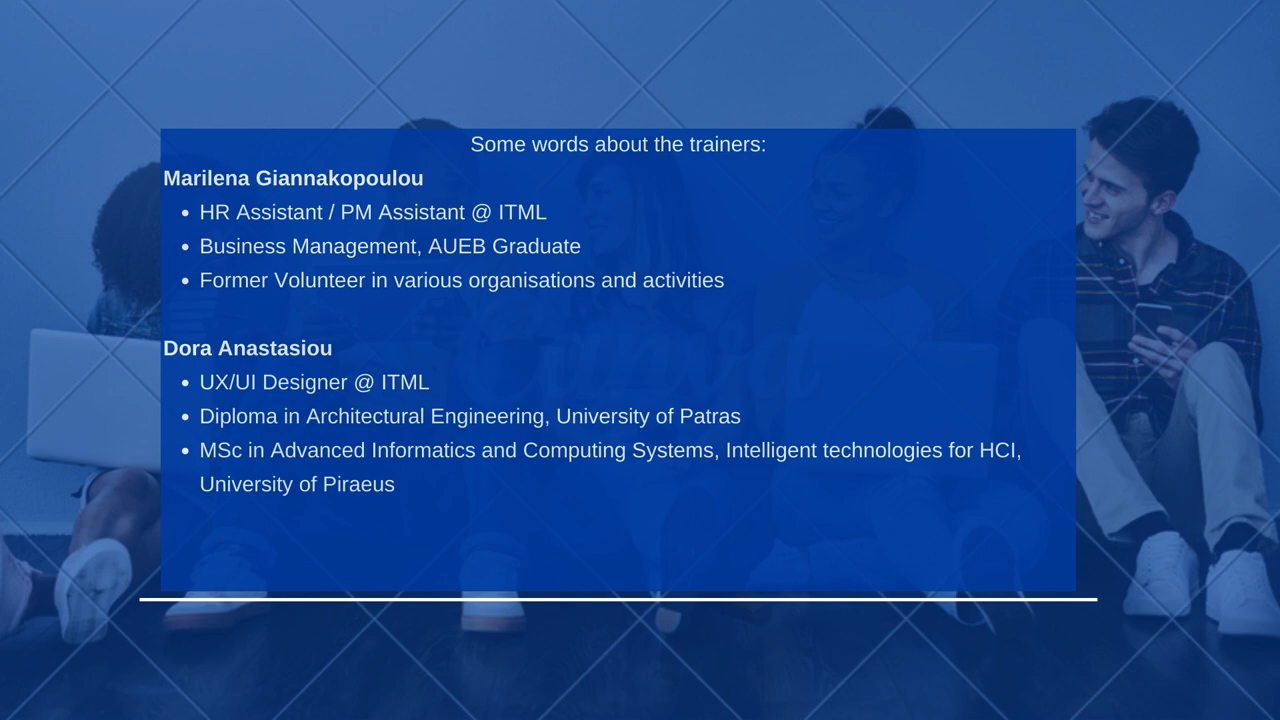 Some words about the trainers:
Marilena Giannakopoulou
• HR Assistant / PM Assistant @ ITML
• Business Management, AUEB Graduate
• Former Volunteer in various organisations and activities
Dora Anastasiou
• UX/UI Designer @ ITML
• Diploma in Architectural Engineering, University of Patras
• MSc in Advanced Informatics and Computing Systems, Intelligent technologies for HCI,
University of Piraeus
Canva